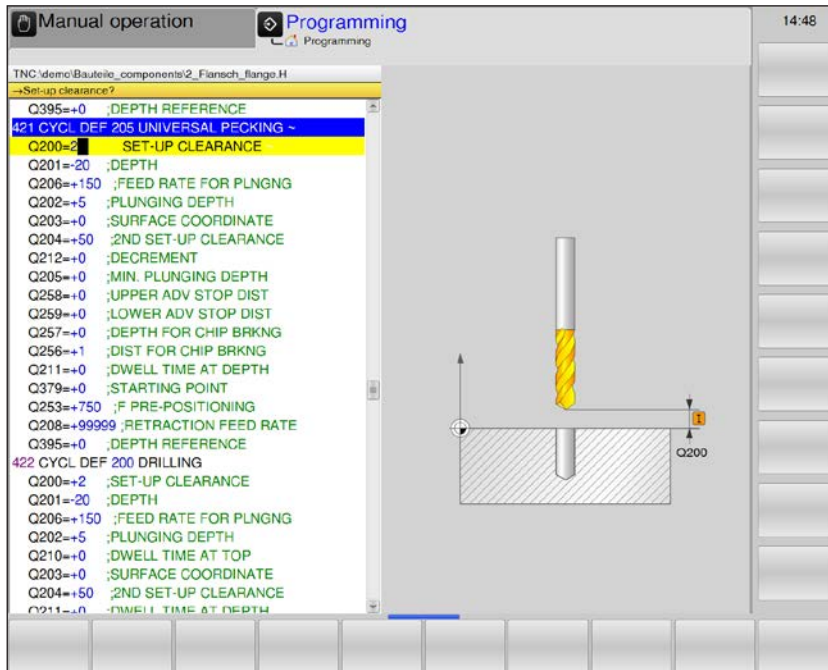 Manual operation
Programming
Programming
14:48
TNC:\demo\Bauteile_components\2_Flansch_flange.H
→Set-up clearance?
Q395=+0 ;DEPTH REFERENCE
421 CYCL DEF 205 UNIVERSAL PECKING ~
Q200=2 SET-UP CLEARANCE ~
Q201=-20 ;DEPTH
Q206=+150 ;FEED RATE FOR PLNGNG
Q202=+5 ;PLUNGING DEPTH
Q203=+0 ;SURFACE COORDINATE
Q204=+50 ;2ND SET-UP CLEARANCE
Q212=+0 ;DECREMENT
Q205=+0 ;MIN. PLUNGING DEPTH
Q258=+0 ;UPPER ADV STOP DIST
Q259=+0 ;LOWER ADV STOP DIST
Q257=+0 ;DEPTH FOR CHIP BRKNG
Q256=+1 ;DIST FOR CHIP BRKNG
Q211=+0 ;DWELL TIME AT DEPTH
Q379=+0 ;STARTING POINT
Q253=+750 ;F PRE-POSITIONING
Q208=+99999 ;RETRACTION FEED RATE
Q395=+0 ;DEPTH REFERENCE
422 CYCL DEF 200 DRILLING
Q200=+2 ;SET-UP CLEARANCE
Q201=-20 ;DEPTH
Q206=+150 ;FEED RATE FOR PLNGNG
Q202=+5 ;PLUNGING DEPTH
Q210=+0 ;DWELL TIME AT TOP
Q203=+0 ;SURFACE COORDINATE
Q204=+50 ;2ND SET-UP CLEARANCE
Q211=+0 ;DWELL TIME AT DEPTH
I
Q200